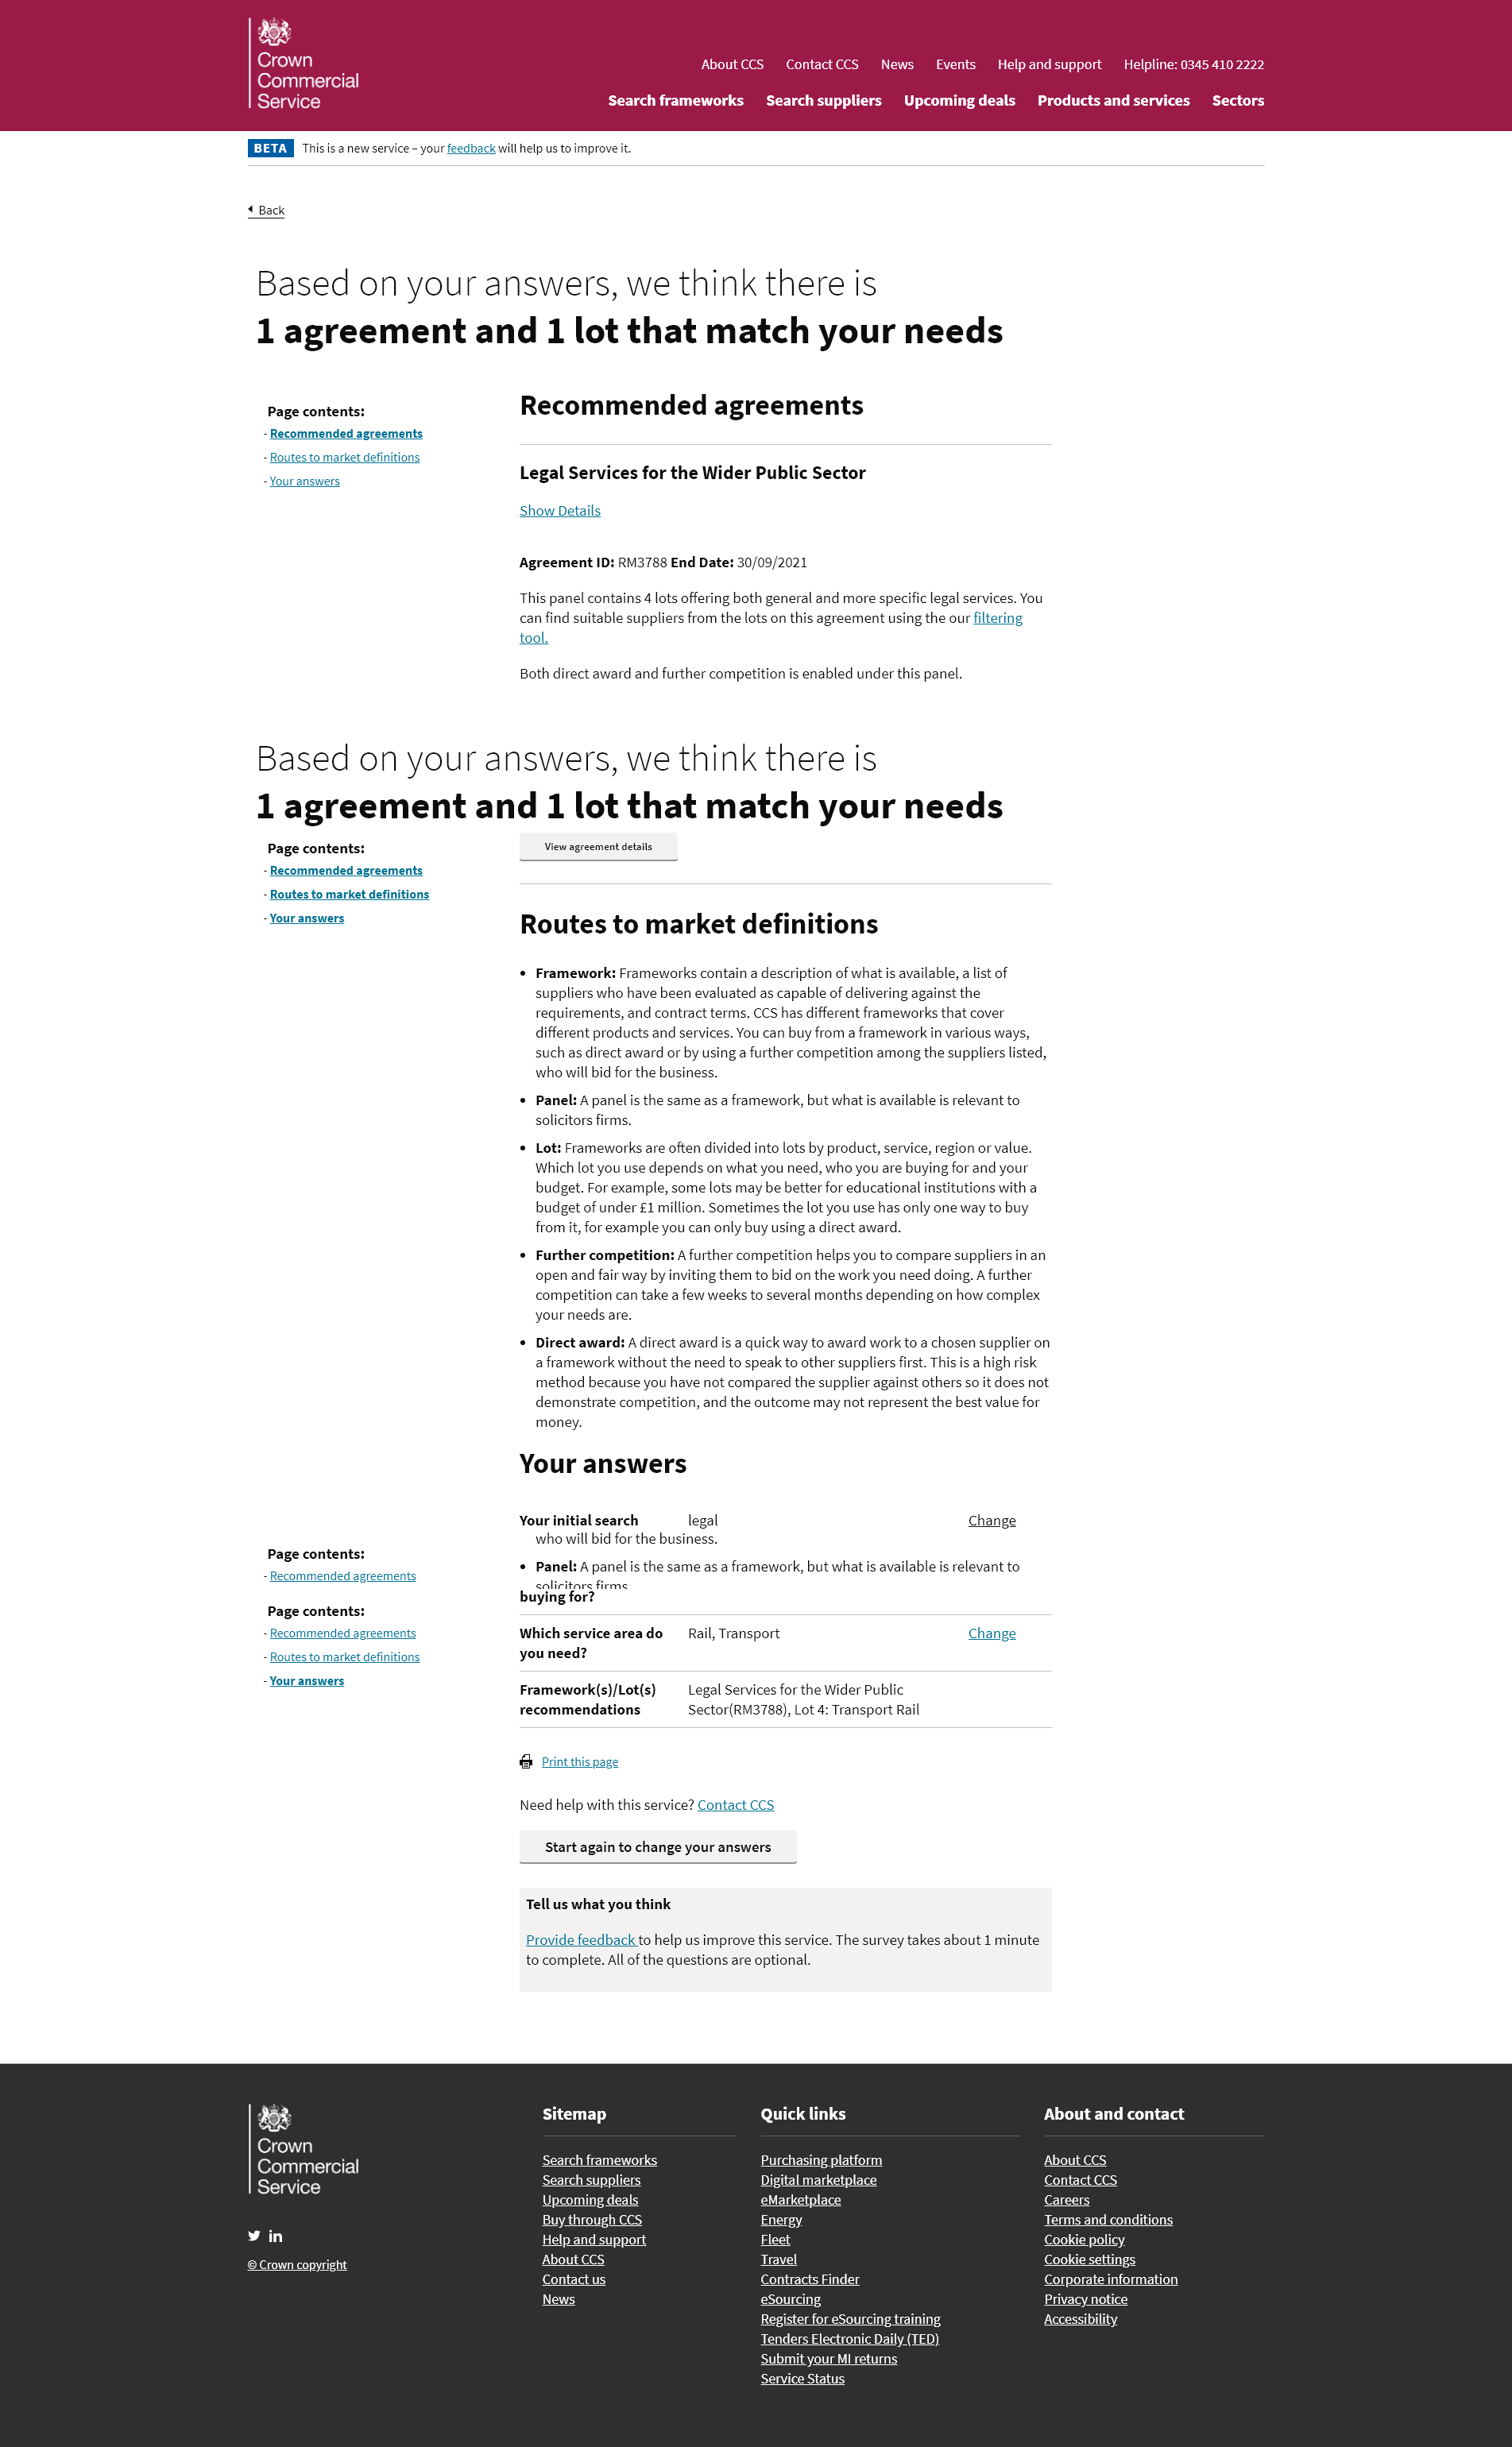 Crown
Commercial
Service
About CCS Contact CCS News Events Help and support Helpline: 0345 410 2222
Search frameworks Search suppliers Upcoming deals Products and services Sectors
BETA This is a new service – your feedback will help us to improve it.
Back
Based on your answers, we think there is
1 agreement and 1 lot that match your needs
Page contents:
- Recommended agreements
- Routes to market definitions
- Your answers
Recommended agreements
Legal Services for the Wider Public Sector
Show Details
Agreement ID: RM3788 End Date: 30/09/2021
This panel contains 4 lots offering both general and more specific legal services. You
can find suitable suppliers from the lots on this agreement using the our filtering
tool.
Both direct award and further competition is enabled under this panel.
Based on your answers, we think there is
1 agreement and 1 lot that match your needs
Page contents:
- Recommended agreements
- Routes to market definitions
- Your answers
View agreement details
Routes to market definitions
• Framework: Frameworks contain a description of what is available, a list of
suppliers who have been evaluated as capable of delivering against the
requirements, and contract terms. CCS has different frameworks that cover
different products and services. You can buy from a framework in various ways,
such as direct award or by using a further competition among the suppliers listed,
who will bid for the business.
• Panel: A panel is the same as a framework, but what is available is relevant to
solicitors firms.
• Lot: Frameworks are often divided into lots by product, service, region or value.
Which lot you use depends on what you need, who you are buying for and your
budget. For example, some lots may be better for educational institutions with a
budget of under £1 million. Sometimes the lot you use has only one way to buy
from it, for example you can only buy using a direct award.
• Further competition: A further competition helps you to compare suppliers in an
open and fair way by inviting them to bid on the work you need doing. A further
competition can take a few weeks to several months depending on how complex
your needs are.
• Direct award: A direct award is a quick way to award work to a chosen supplier on
a framework without the need to speak to other suppliers first. This is a high risk
method because you have not compared the supplier against others so it does not
demonstrate competition, and the outcome may not represent the best value for
money.
Your answers
Your initial search legal Change
who will bid for the business.
Page contents:
- Recommended agreements
• Panel: A panel is the same as a framework, but what is available is relevant to
solicitors firms.
buying for?
Page contents:
- Recommended agreements
- Routes to market definitions
- Your answers
Which service area do Rail, Transport Change
you need?
Framework(s)/Lot(s) Legal Services for the Wider Public
recommendations Sector(RM3788), Lot 4: Transport Rail
Print this page
Need help with this service? Contact CCS
Start again to change your answers
Tell us what you think
Provide feedback to help us improve this service. The survey takes about 1 minute
to complete. All of the questions are optional.
Crown
Commercial
Service
© Crown copyright
Sitemap
Search frameworks
Search suppliers
Upcoming deals
Buy through CCS
Help and support
About CCS
Contact us
News
Quick links
Purchasing platform
Digital marketplace
eMarketplace
Energy
Fleet
Travel
Contracts Finder
eSourcing
Register for eSourcing training
Tenders Electronic Daily (TED)
Submit your MI returns
Service Status
About and contact
About CCS
Contact CCS
Careers
Terms and conditions
Cookie policy
Cookie settings
Corporate information
Privacy notice
Accessibility